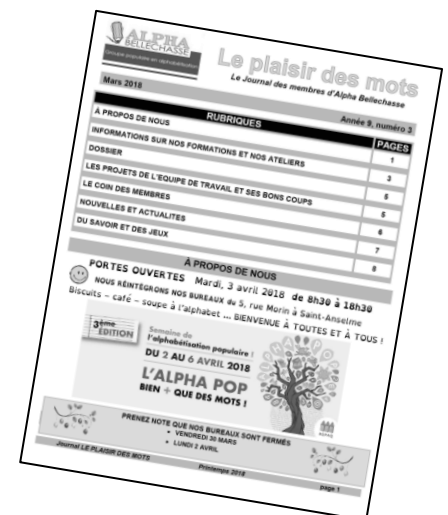 ALPHA
BELLECHASSE
Groupe populaire en alphabétisation
Le plaisir des mots
Le Journal des membres d'Alpha Bellechasse
Mars 2018
Année 9, numéro 3
RUBRIQUES PAGES
À PROPOS DE NOUS 1
INFORMATIONS SUR NOS FORMATIONS ET NOS ATELIERS 3
DOSSIER 5
LES PROJETS DE L'EQUIPE DE TRAVAIL ET SES BONS COUPS 5
LE COIN DES MEMBRES 6
NOUVELLES ET ACTUALITES 7
DU SAVOIR ET DES JEUX 8
À PROPOS DE NOUS
PORTES OUVERTES Mardi, 3 avril 2018 de 8h30 à 18h30
NOUS RÉINTÉGRONS NOS BUREAUX du 5, rue Morin à Saint-Anselme
Biscuits – café – soupe à l'alphabet ... BIENVENUE À TOUTES ET À TOUS !
3ème
ÉDITION
Semaine de
l'alphabétisation populaire !
DU 2 AU 6 AVRIL 2018
L'ALPHA POP
BIEN + QUE DES MOTS !
PRENEZ NOTE QUE NOS BUREAUX SONT FERMÉS
• VENDREDI 30 MARS
• LUNDI 2 AVRIL
Journal LE PLAISIR DES MOTS Printemps 2018 page 1